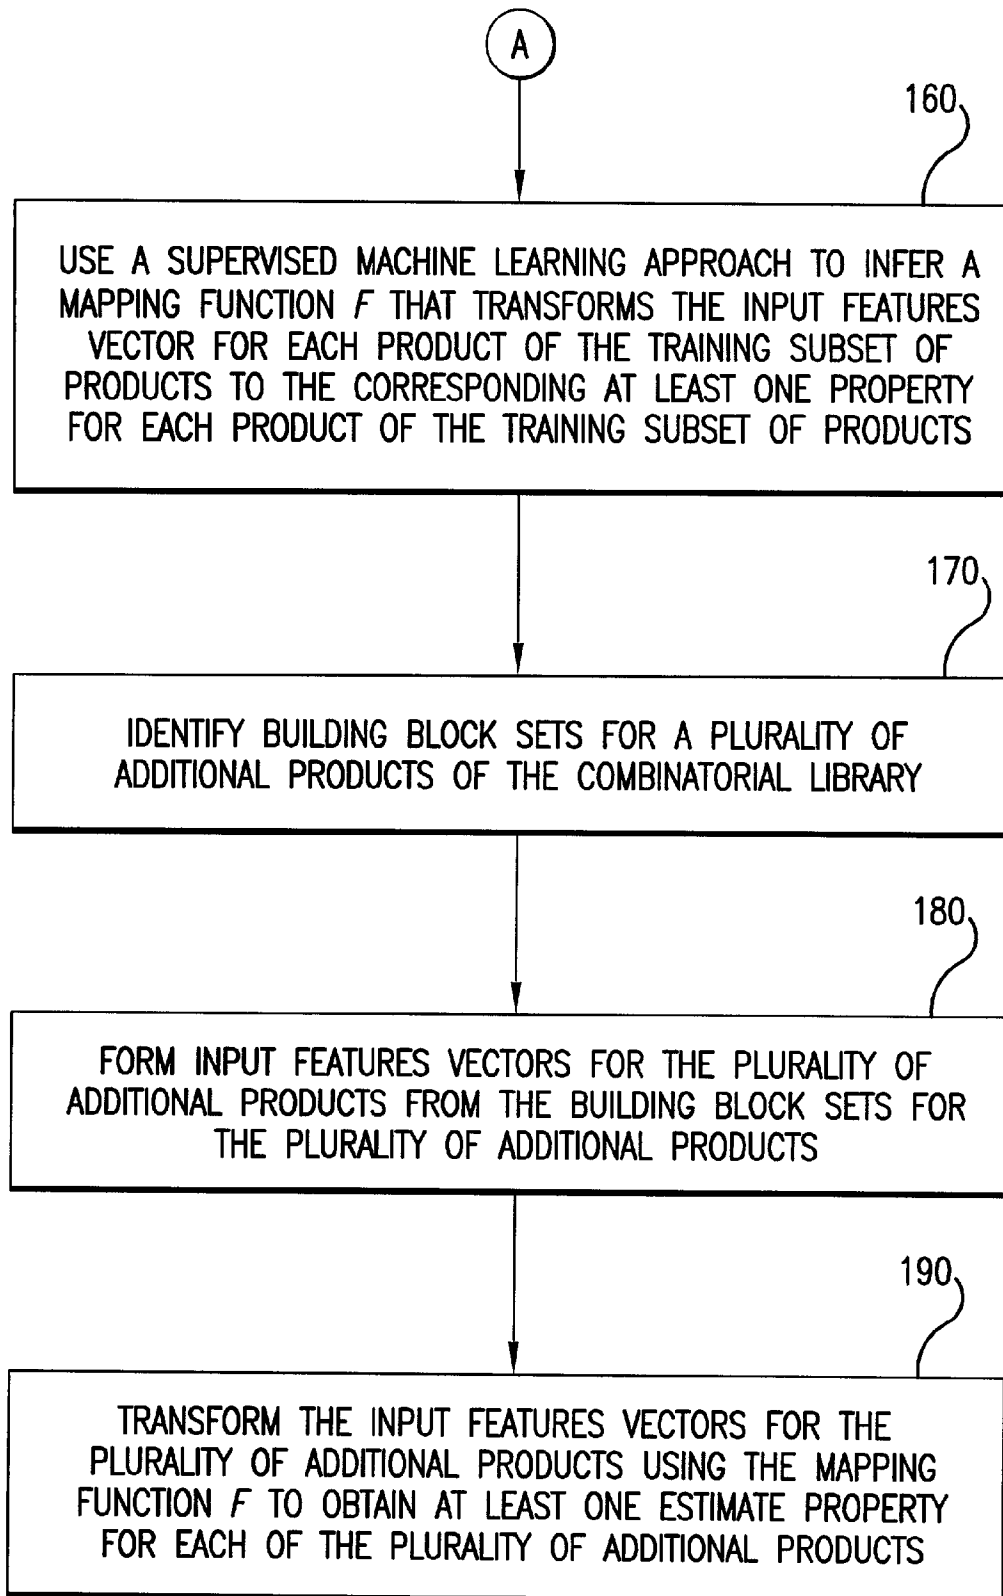 A
160
USE A SUPERVISED MACHINE LEARNING APPROACH TO INFER A
MAPPING FUNCTION F THAT TRANSFORMS THE INPUT FEATURES
VECTOR FOR EACH PRODUCT OF THE TRAINING SUBSET OF
PRODUCTS TO THE CORRESPONDING AT LEAST ONE PROPERTY
FOR EACH PRODUCT OF THE TRAINING SUBSET OF PRODUCTS
170
IDENTIFY BUILDING BLOCK SETS FOR A PLURALITY OF
ADDITIONAL PRODUCTS OF THE COMBINATORIAL LIBRARY
180
FORM INPUT FEATURES VECTORS FOR THE PLURALITY OF
ADDITIONAL PRODUCTS FROM THE BUILDING BLOCK SETS FOR
THE PLURALITY OF ADDITIONAL PRODUCTS
190
TRANSFORM THE INPUT FEATURES VECTORS FOR THE
PLURALITY OF ADDITIONAL PRODUCTS USING THE MAPPING
FUNCTION F TO OBTAIN AT LEAST ONE ESTIMATE PROPERTY
FOR EACH OF THE PLURALITY OF ADDITIONAL PRODUCTS